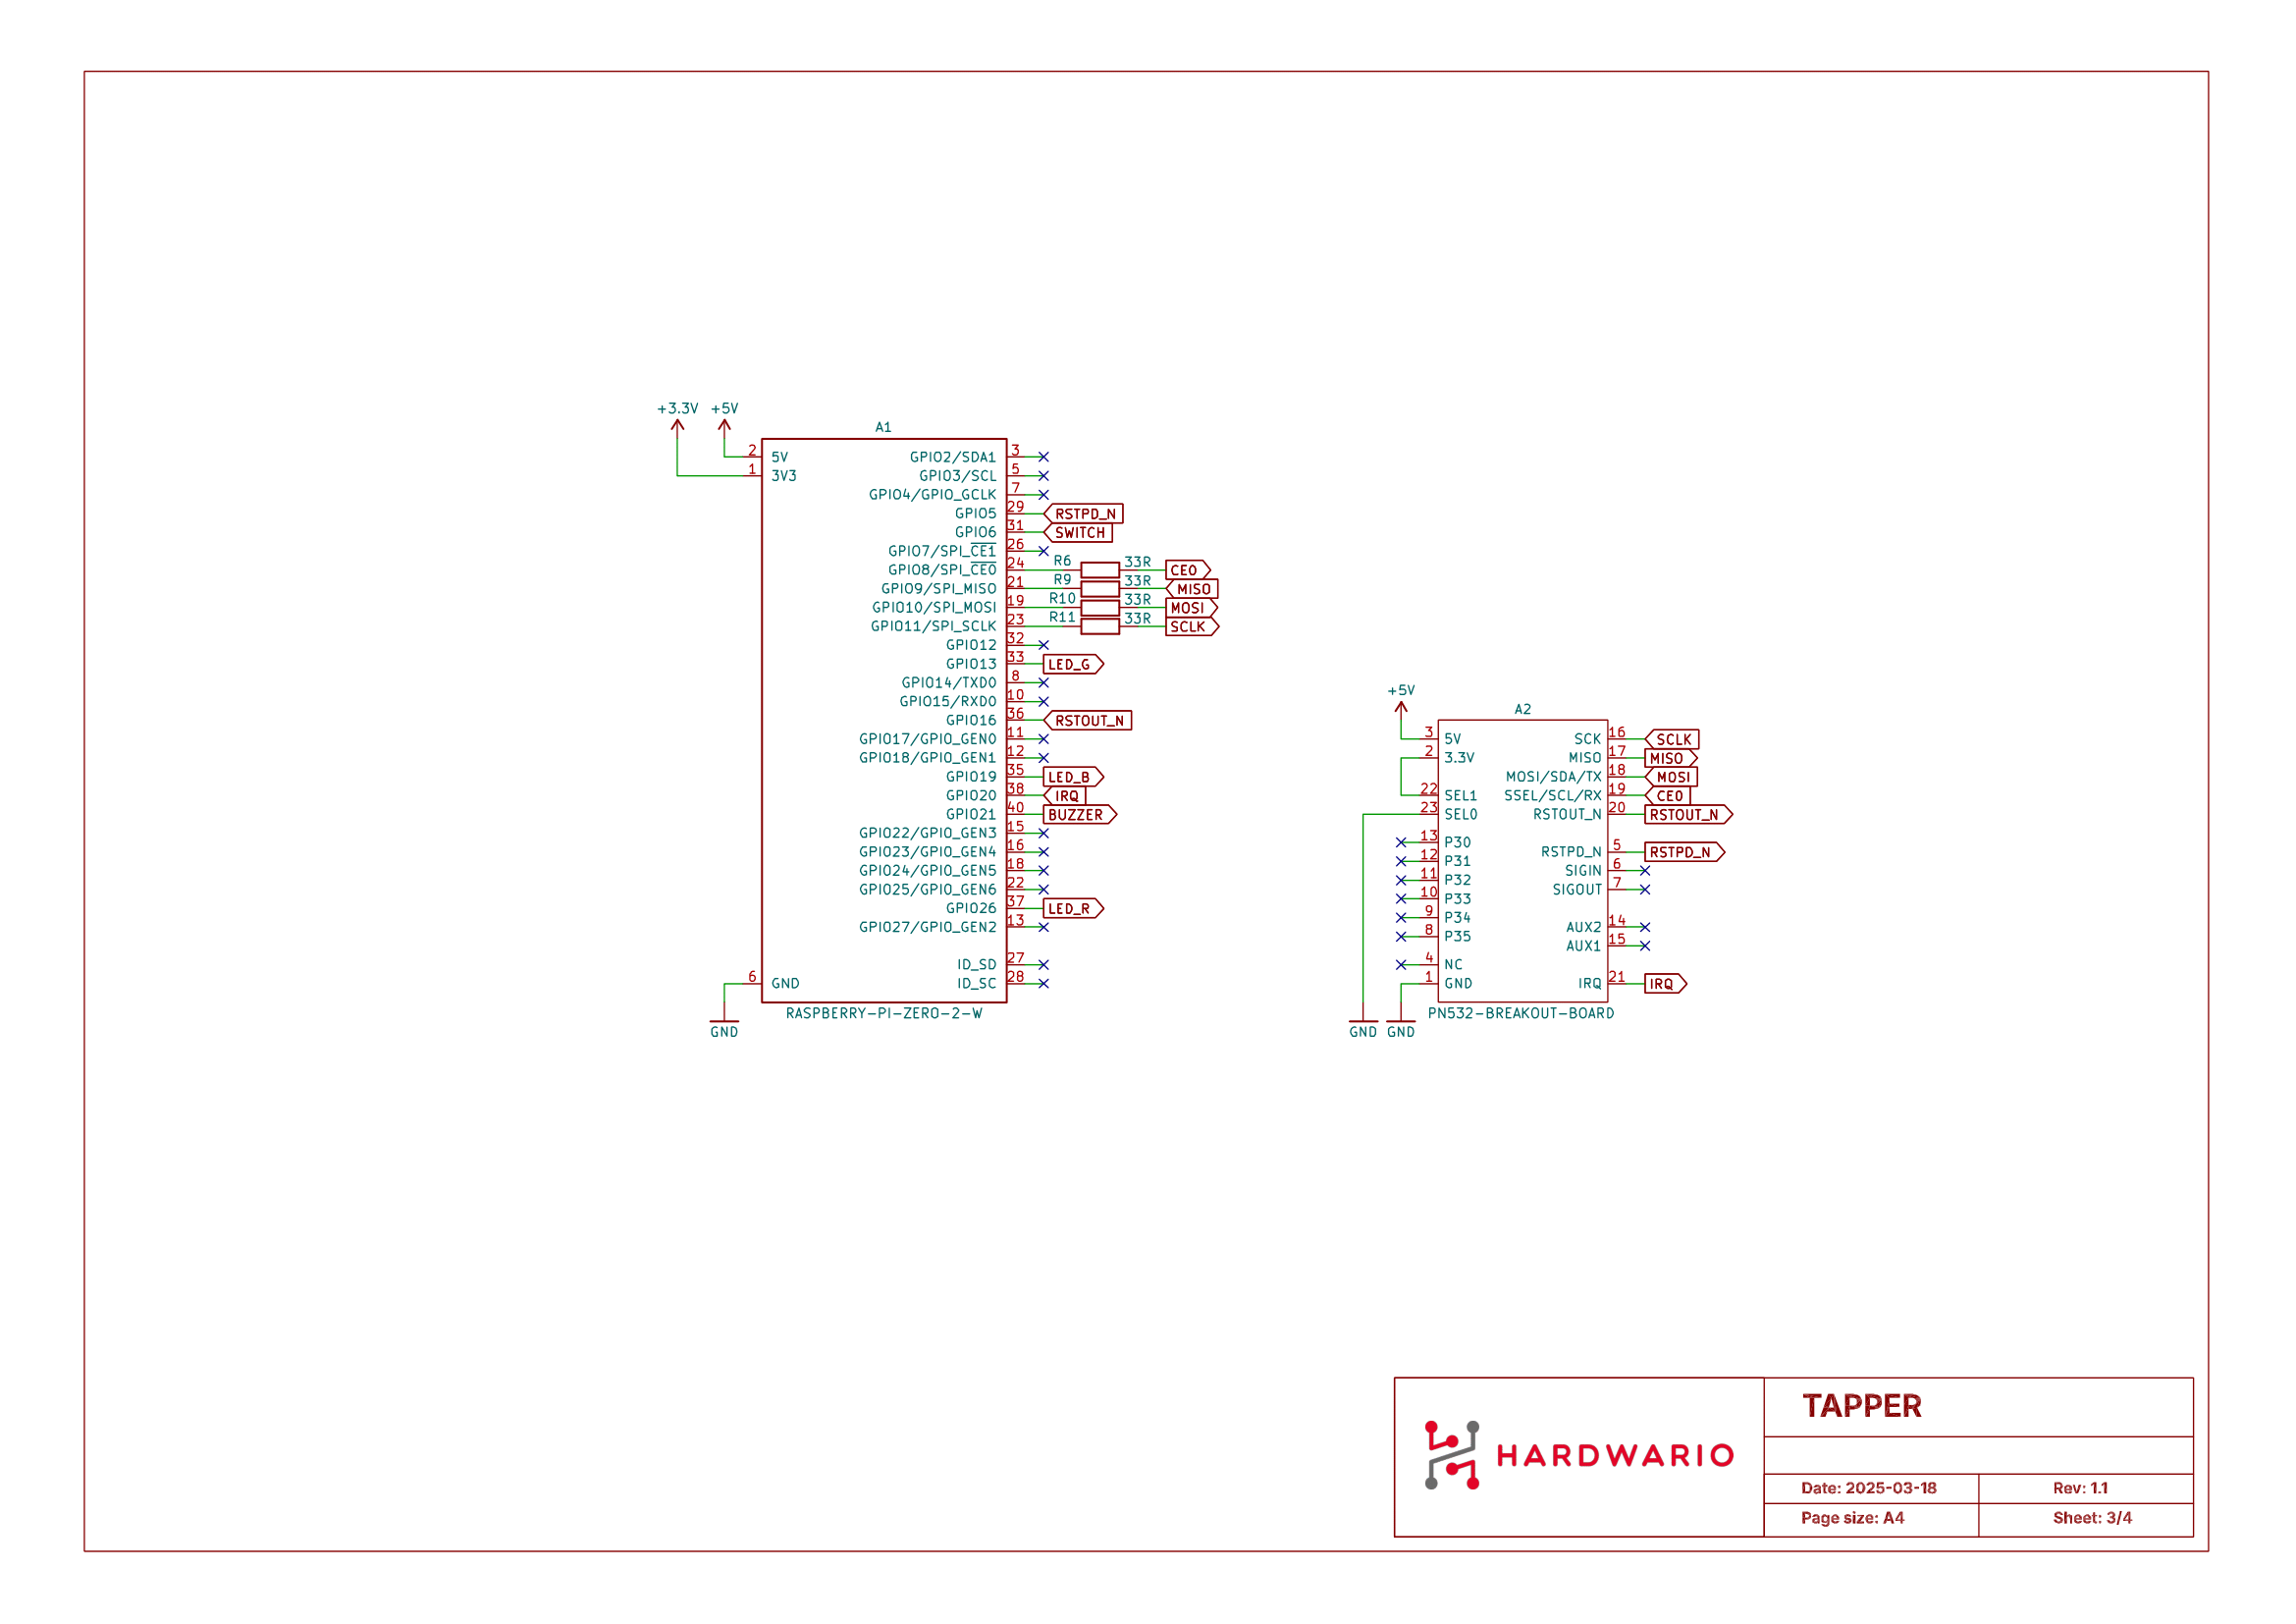 +3.3V +5V
A1
2 5V GPIO2/SDA1 3
1 3V3 GPIO3/SCL 5
GPIO4/GPIO_GCLK 7
GPIO5 29 RSTPD_N
GPIO6 31 SWITCH
GPIO7/SPI_CE1 26
GPIO8/SPI_CE0 24 R6 33R CE0
GPIO9/SPI_MISO 21 R9 33R MISO
GPIO10/SPI_MOSI 19 R10 33R MOSI
GPIO11/SPI_SCLK 23 R11 33R SCLK
GPIO12 32
GPIO13 33 LED_G
GPIO14/TXD0 8
GPIO15/RXD0 10
GPIO16 36 RSTOUT_N
GPIO17/GPIO_GEN0 11
GPIO18/GPIO_GEN1 12
GPIO19 35 LED_B
GPIO20 38 IRQ
GPIO21 40 BUZZER
GPIO22/GPIO_GEN3 15
GPIO23/GPIO_GEN4 16
GPIO24/GPIO_GEN5 18
GPIO25/GPIO_GEN6 22
GPIO26 37 LED_R
GPIO27/GPIO_GEN2 13
ID_SD 27
6 GND ID_SC 28
RASPBERRY-PI-ZERO-2-W
GND
+5V
A2
3 5V SCK 16 SCLK
2 3.3V MISO 17 MISO
MOSI/SDA/TX 18 MOSI
22 SEL1 SSEL/SCL/RX 19 CE0
23 SEL0 RSTOUT_N 20 RSTOUT_N
13 P30
RSTPD_N 5 RSTPD_N
12 P31
SIGIN 6
11 P32
SIGOUT 7
10 P33
9 P34
AUX2 14
8 P35
AUX1 15
4 NC
1 GND IRQ 21 IRQ
PN532-BREAKOUT-BOARD
GND GND
TAPPER
HARDWARIO
Date: 2025-03-18 Rev: 1.1
Page size: A4 Sheet: 3/4